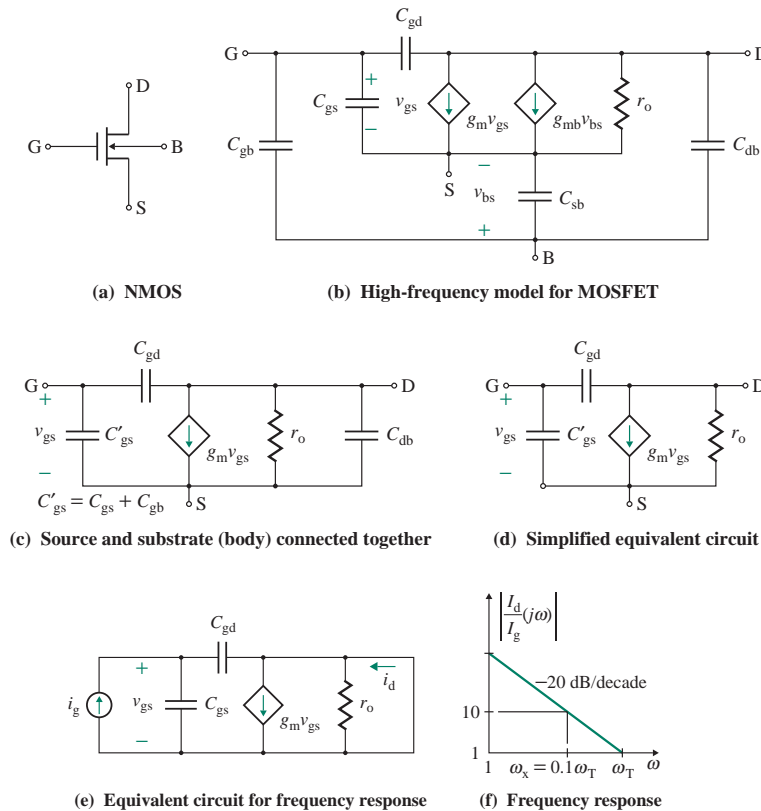 C_gd
G
D
D
C_gs
+
v_gs
−
g_m v_gs
g_mb v_bs
r_o
G
B
C_gb
C_db
S
−
S
v_bs
C_sb
+
B
(a) NMOS
(b) High-frequency model for MOSFET
C_gd
G
D
+
v_gs
C′_gs
r_o
C_db
−
g_m v_gs
C′_gs = C_gs + C_gb
S
(c) Source and substrate (body) connected together
C_gd
G
D
+
v_gs
C′_gs
r_o
−
g_m v_gs
S
(d) Simplified equivalent circuit
C_gd
+
i_d
i_g
v_gs
C_gs
r_o
−
g_m v_gs
(e) Equivalent circuit for frequency response
|I_d/I_g (jω)|
−20 dB/decade
10
1
1
ω_x = 0.1ω_T
ω_T
ω
(f) Frequency response